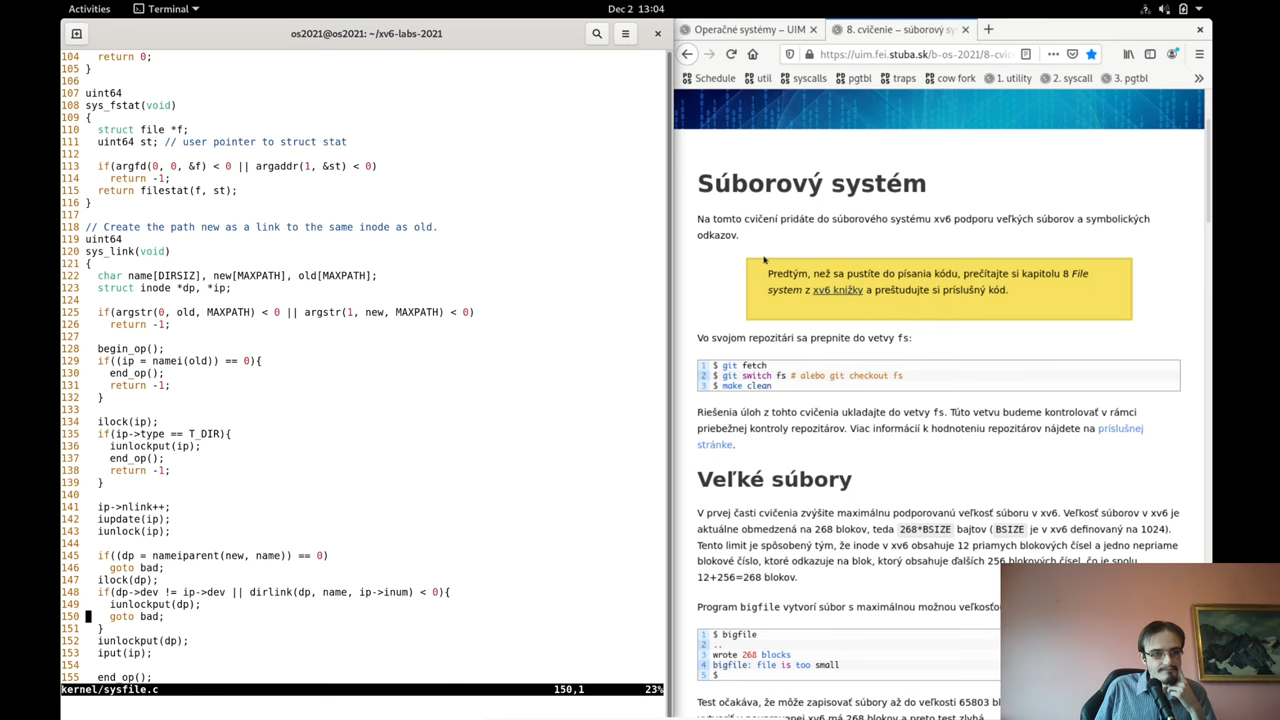 Activities
Terminal
Dec 2 13:04
os2021@os2021: ~/xv6-labs-2021
104   return 0;
105 }
106
107 uint64
108 sys_fstat(void)
109 {
110   struct file *f;
111   uint64 st; // user pointer to struct stat
112
113   if(argfd(0, 0, &f) < 0 || argaddr(1, &st) < 0)
114     return -1;
115   return filestat(f, st);
116 }
117
118 // Create the path new as a link to the same inode as old.
119 uint64
120 sys_link(void)
121 {
122   char name[DIRSIZ], new[MAXPATH], old[MAXPATH];
123   struct inode *dp, *ip;
124
125   if(argstr(0, old, MAXPATH) < 0 || argstr(1, new, MAXPATH) < 0)
126     return -1;
127
128   begin_op();
129   if((ip = namei(old)) == 0){
130     end_op();
131     return -1;
132   }
133
134   ilock(ip);
135   if(ip->type == T_DIR){
136     iunlockput(ip);
137     end_op();
138     return -1;
139   }
140
141   ip->nlink++;
142   iupdate(ip);
143   iunlock(ip);
144
145   if((dp = nameiparent(new, name)) == 0)
146     goto bad;
147   ilock(dp);
148   if(dp->dev != ip->dev || dirlink(dp, name, ip->inum) < 0){
149     iunlockput(dp);
150     goto bad;
151   }
152   iunlockput(dp);
153   iput(ip);
154
155   end_op();
kernel/sysfile.c 150,1 23%
Operačné systémy – UIM
8. cvičenie – súborový sy
https://uim.fei.stuba.sk/b-os-2021/8-cvi
Schedule util syscalls pgtbl traps cow fork 1. utility 2. syscall 3. pgtbl
Súborový systém
Na tomto cvičení pridáte do súborového systému xv6 podporu veľkých súborov a symbolických
odkazov.
Predtým, než sa pustíte do písania kódu, prečítajte si kapitolu 8 File
system z xv6 knižky a preštudujte si príslušný kód.
Vo svojom repozitári sa prepnite do vetvy fs:
1 $ git fetch
2 $ git switch fs # alebo git checkout fs
3 $ make clean
Riešenia úloh z tohto cvičenia ukladajte do vetvy fs. Túto vetvu budeme kontrolovať v rámci
priebežnej kontroly repozitárov. Viac informácií k hodnoteniu repozitárov nájdete na príslušnej
stránke.
Veľké súbory
V prvej časti cvičenia zvýšite maximálnu podporovanú veľkosť súboru v xv6. Veľkosť súborov v xv6 je
aktuálne obmedzená na 268 blokov, teda 268*BSIZE bajtov ( BSIZE je v xv6 definovaný na 1024).
Tento limit je spôsobený tým, že inode v xv6 obsahuje 12 priamych blokových čísel a jedno nepriame
blokové číslo, ktoré odkazuje na blok, ktorý obsahuje ďalších 256 blokových čísel, čo je spolu
12+256=268 blokov.
Program bigfile vytvorí súbor s maximálnou možnou veľkosťo
1 $ bigfile
2 ..
3 wrote 268 blocks
4 bigfile: file is too small
5 $
Test očakáva, že môže zapísať súbory až do veľkosti 65803 bl